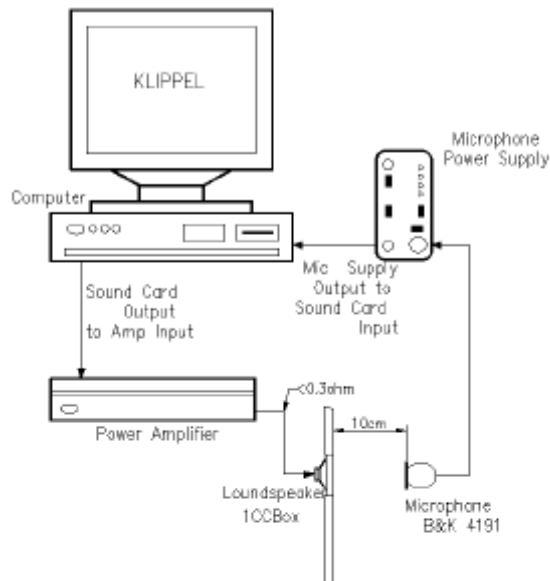 KLIPPEL
Microphone
Power Supply
Computer
Mic Supply
Output to
Sound Card
Input
Sound Card
Output
to Amp Input
<0.3ohm
Power Amplifier
10cm
Loundspeaker
1CCBox
Microphone
B&K 4191